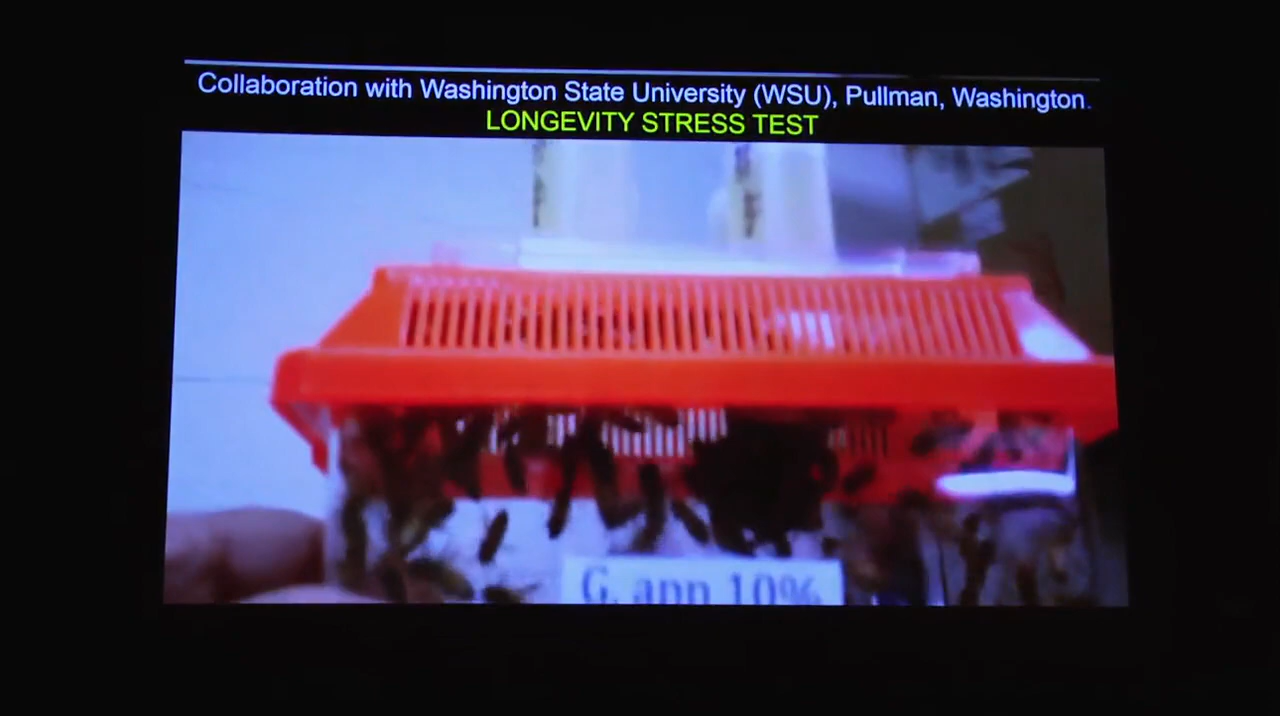 Collaboration with Washington State University (WSU), Pullman, Washington.
LONGEVITY STRESS TEST
G. app 10%